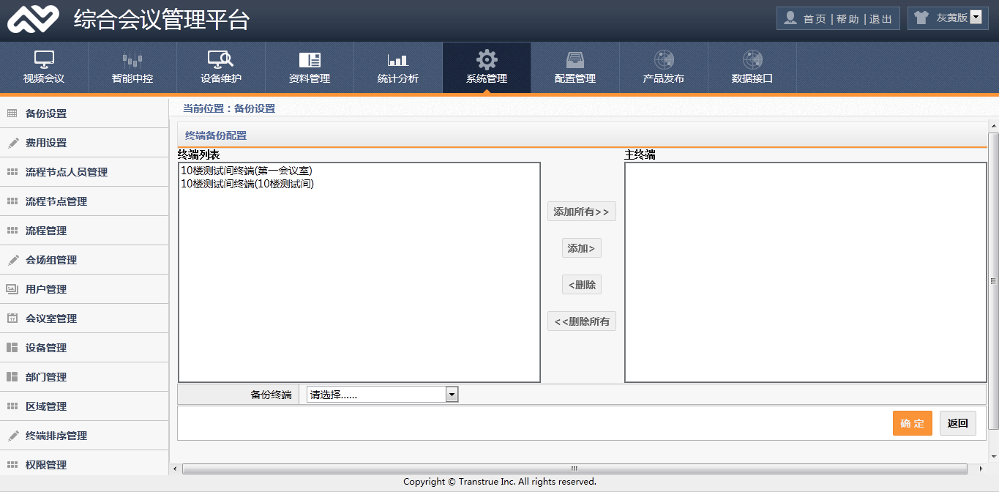 综合会议管理平台
首页 | 帮助 | 退出
灰黄版
视频会议
智能中控
设备维护
资料管理
统计分析
系统管理
配置管理
产品发布
数据接口
备份设置
费用设置
流程节点人员管理
流程节点管理
流程管理
会场组管理
用户管理
会议室管理
设备管理
部门管理
区域管理
终端排序管理
权限管理
当前位置：备份设置
终端备份配置
终端列表
10楼测试间终端(第一会议室)
10楼测试间终端(10楼测试间)
添加所有>>
添加>
<删除
<<删除所有
主终端
备份终端
请选择......
确 定
返回
Copyright © Transtrue Inc. All rights reserved.